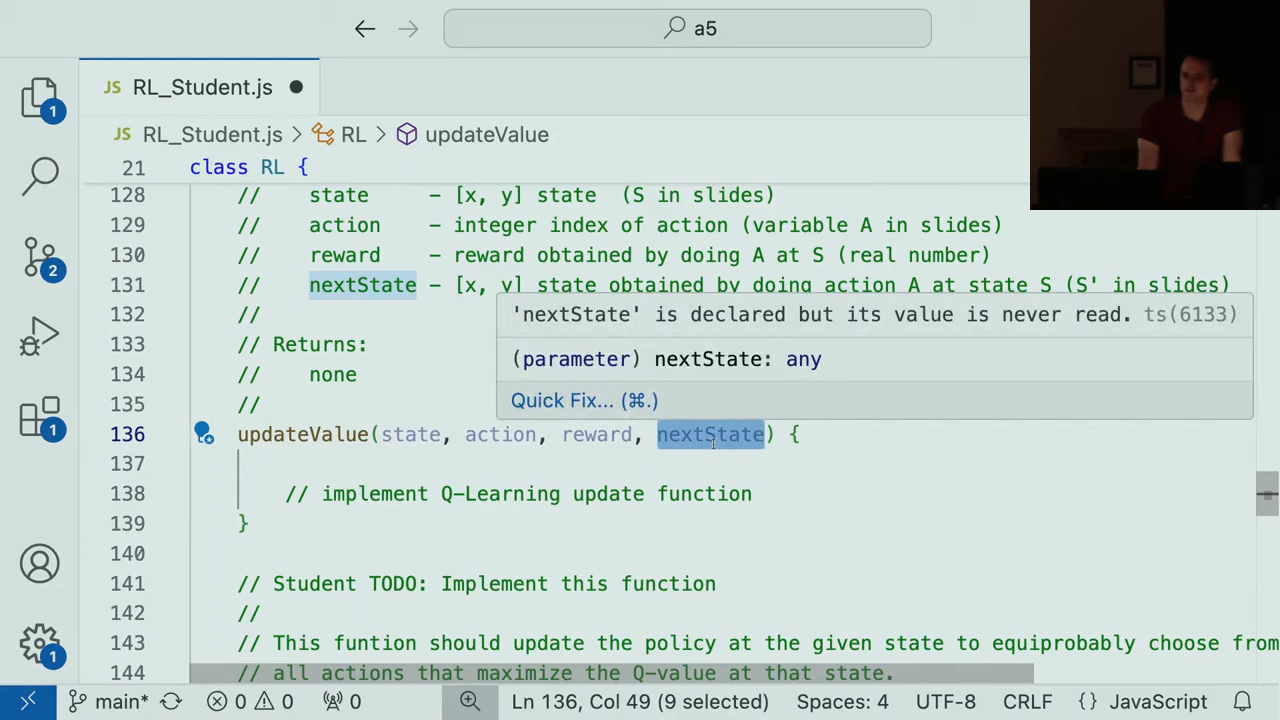 a5
JS RL_Student.js
JS RL_Student.js > RL > updateValue
21 class RL {
128 // state - [x, y] state (S in slides)
129 // action - integer index of action (variable A in slides)
130 // reward - reward obtained by doing A at S (real number)
131 // nextState - [x, y] state obtained by doing action A at state S (S' in slides)
132 //
'nextState' is declared but its value is never read. ts(6133)
133 // Returns:
(parameter) nextState: any
134 // none
Quick Fix... (⌘.)
135 //
136 updateValue(state, action, reward, nextState) {
137
138 // implement Q-Learning update function
139 }
140
141 // Student TODO: Implement this function
142 //
143 // This funtion should update the policy at the given state to equiprobably choose from
144 // all actions that maximize the Q-value at that state.
1
2
1
1
main* 0 0 0 Ln 136, Col 49 (9 selected) Spaces: 4 UTF-8 CRLF {} JavaScript